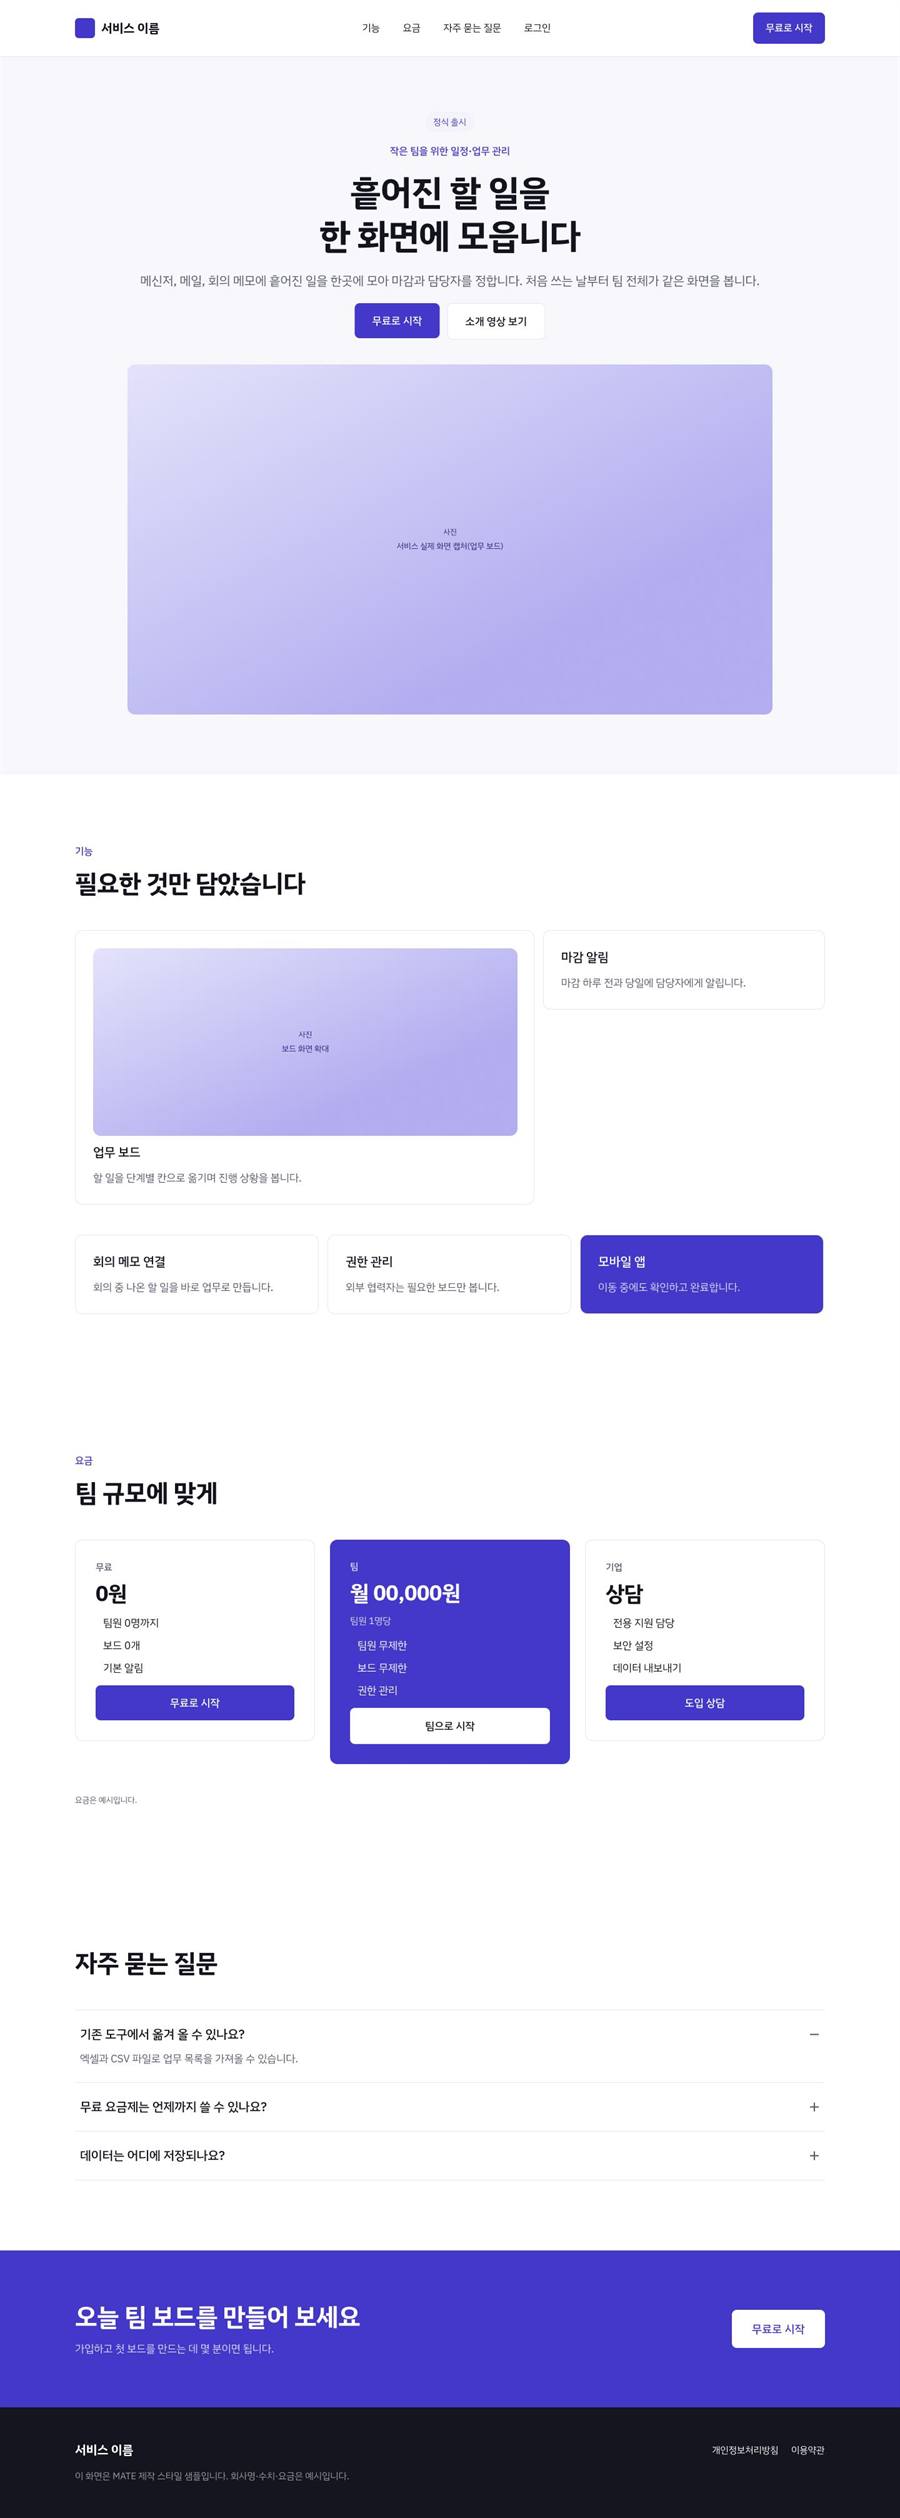 서비스 이름
기능
요금
자주 묻는 질문
로그인
무료로 시작
정식 출시
작은 팀을 위한 일정·업무 관리
흩어진 할 일을
한 화면에 모읍니다
메신저, 메일, 회의 메모에 흩어진 일을 한곳에 모아 마감과 담당자를 정합니다. 처음 쓰는 날부터 팀 전체가 같은 화면을 봅니다.
무료로 시작
소개 영상 보기
사진
서비스 실제 화면 캡처(업무 보드)
기능
필요한 것만 담았습니다
사진
보드 화면 확대
업무 보드
할 일을 단계별 칸으로 옮기며 진행 상황을 봅니다.
마감 알림
마감 하루 전과 당일에 담당자에게 알립니다.
회의 메모 연결
회의 중 나온 할 일을 바로 업무로 만듭니다.
권한 관리
외부 협력자는 필요한 보드만 봅니다.
모바일 앱
이동 중에도 확인하고 완료합니다.
요금
팀 규모에 맞게
무료
0원
팀원 0명까지
보드 0개
기본 알림
무료로 시작
팀
월 00,000원
팀원 1명당
팀원 무제한
보드 무제한
권한 관리
팀으로 시작
기업
상담
전용 지원 담당
보안 설정
데이터 내보내기
도입 상담
요금은 예시입니다.
자주 묻는 질문
기존 도구에서 옮겨 올 수 있나요?
엑셀과 CSV 파일로 업무 목록을 가져올 수 있습니다.
무료 요금제는 언제까지 쓸 수 있나요?
데이터는 어디에 저장되나요?
오늘 팀 보드를 만들어 보세요
가입하고 첫 보드를 만드는 데 몇 분이면 됩니다.
무료로 시작
서비스 이름
이 화면은 MATE 제작 스타일 샘플입니다. 회사명·수치·요금은 예시입니다.
개인정보처리방침
이용약관